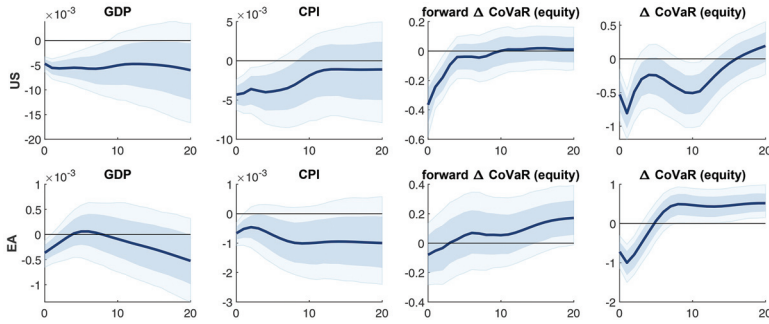 GDP CPI forward Δ CoVaR (equity) Δ CoVaR (equity)
×10⁻³ ×10⁻³
US
5 0 -5 -10 -15 -20
5 0 -5 -10
0.2 0 -0.2 -0.4 -0.6
0.5 0 -0.5 -1
0 10 20 0 10 20 0 10 20 0 10 20
GDP CPI forward Δ CoVaR (equity) Δ CoVaR (equity)
×10⁻³ ×10⁻³
EA
1 0.5 0 -0.5 -1
1 0 -1 -2 -3
0.4 0.2 0 -0.2 -0.4
1 0 -1 -2
0 10 20 0 10 20 0 10 20 0 10 20